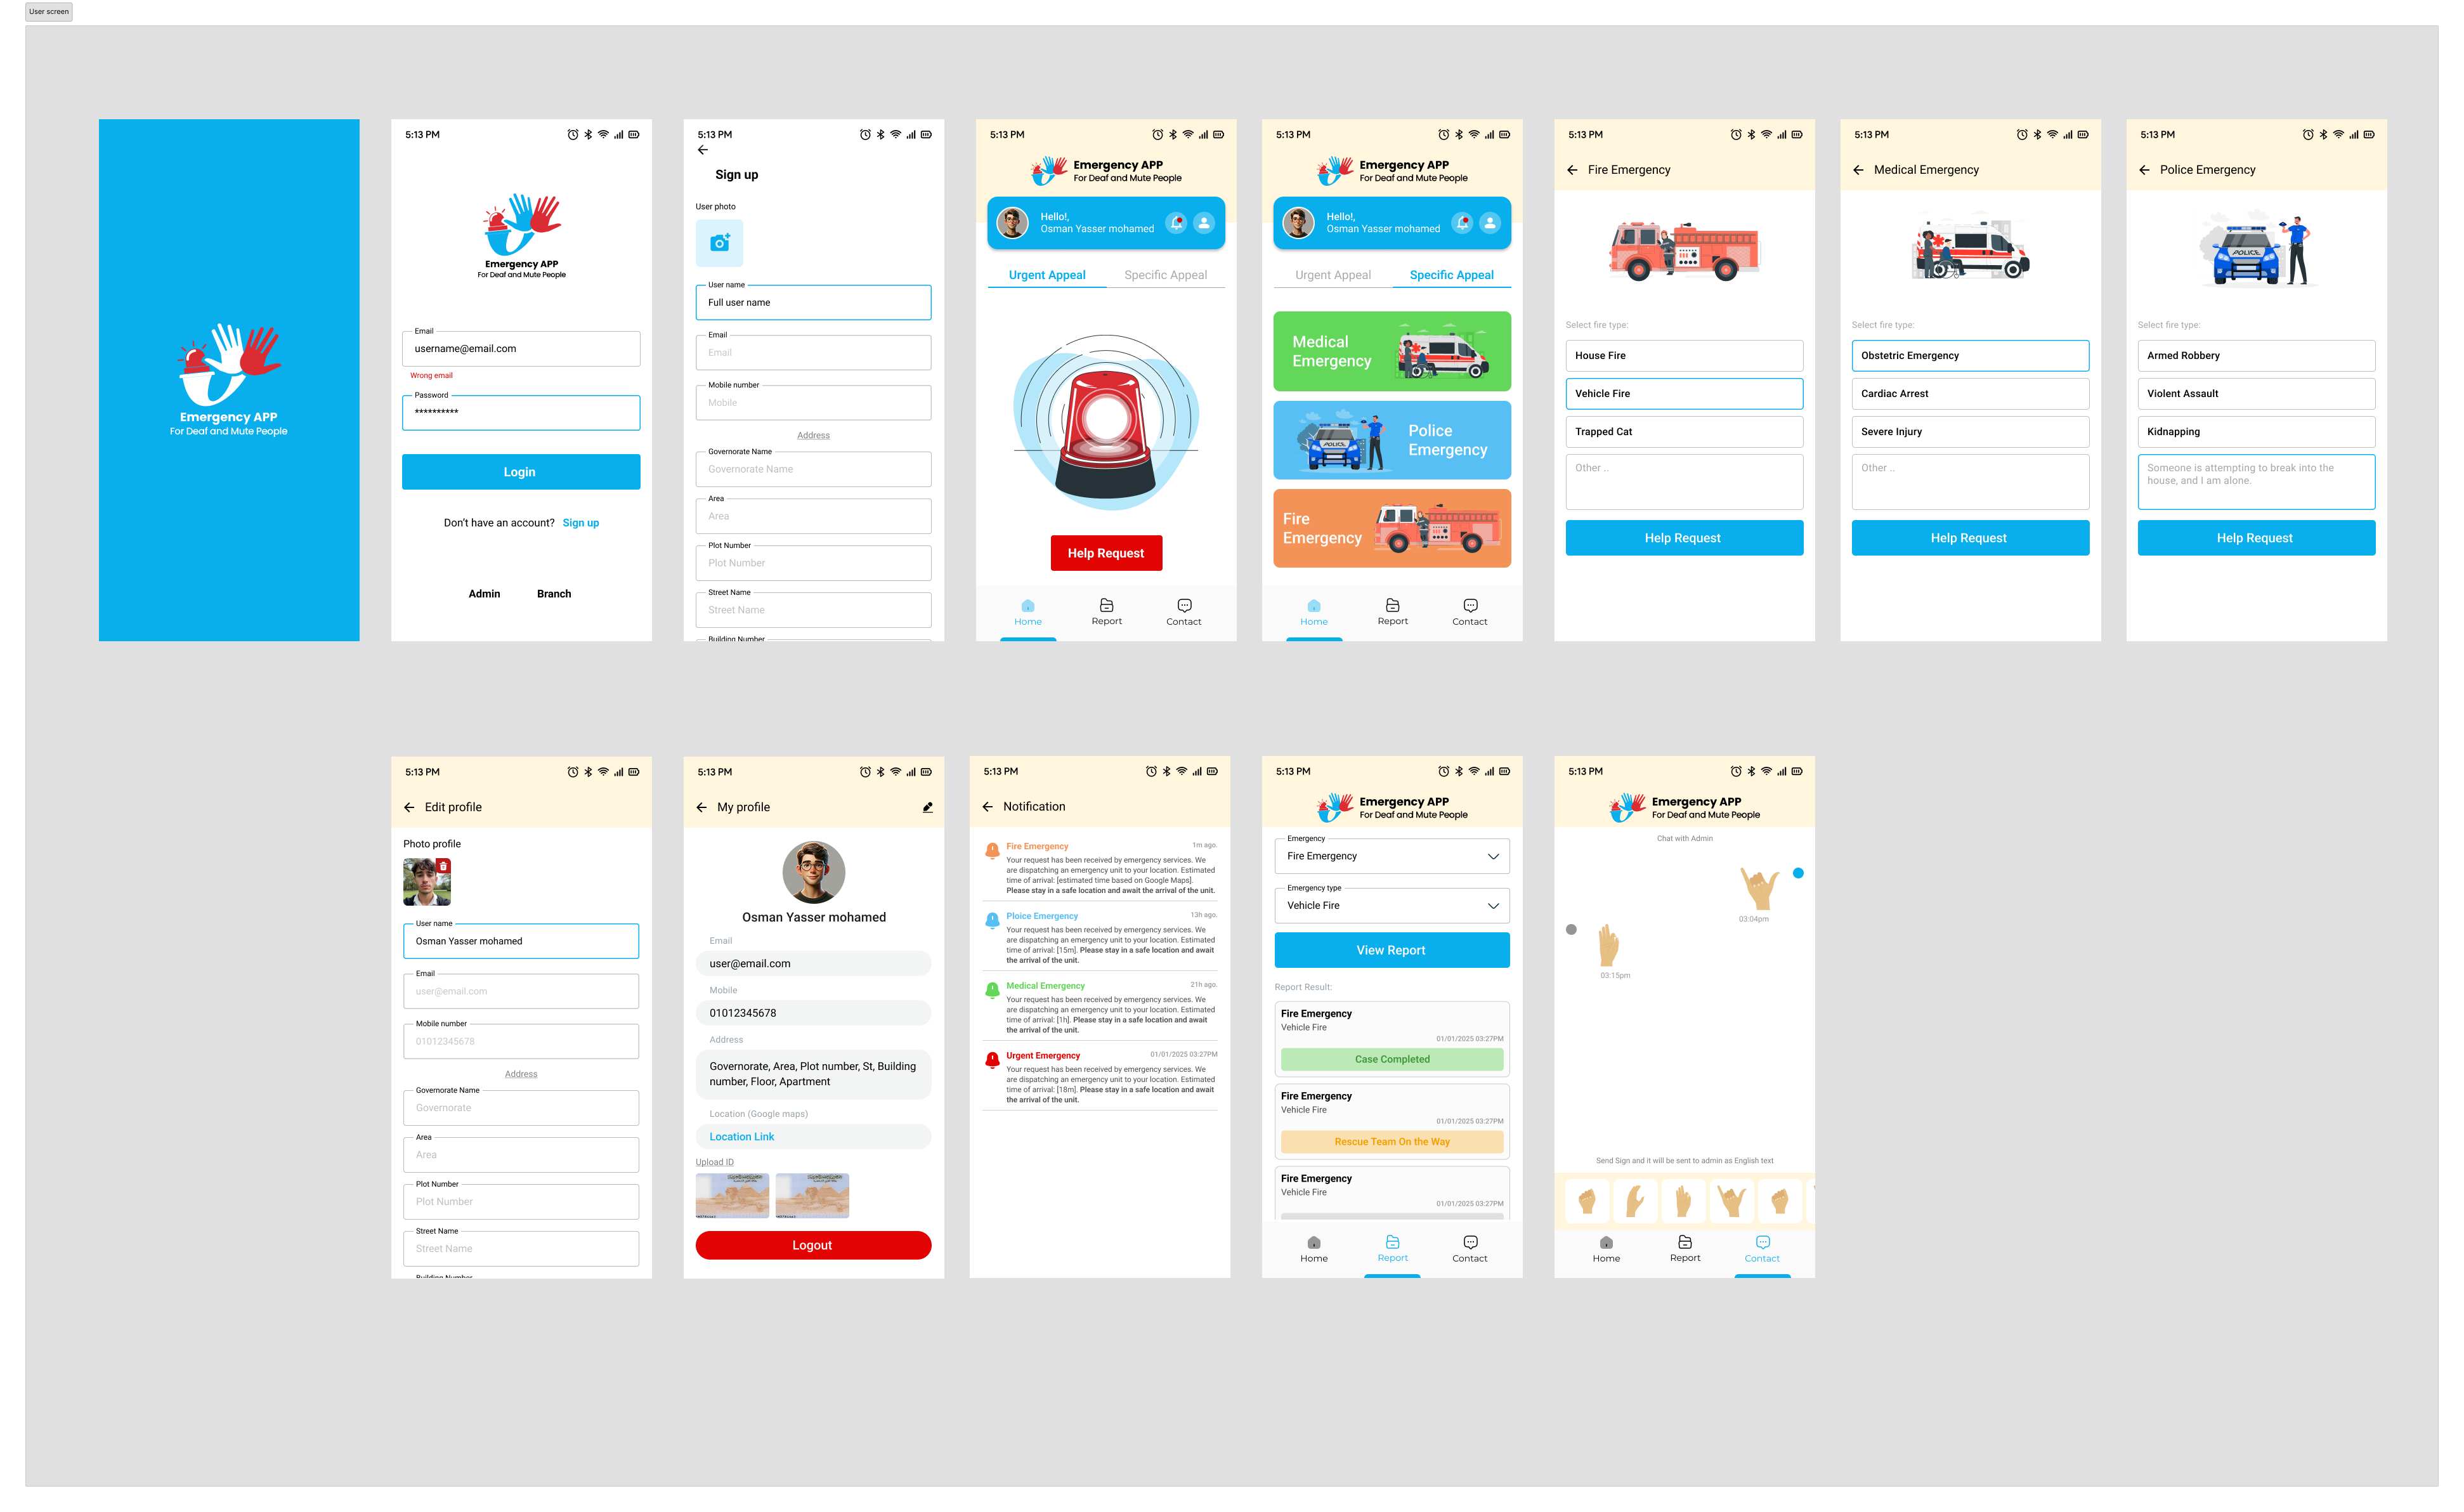 User screen
Emergency APP
For Deaf and Mute People
5:13 PM
Emergency APP
For Deaf and Mute People
Email
username@email.com
Wrong email
Password
**********
Login
Don't have an account? Sign up
Admin Branch
5:13 PM
Sign up
User photo
User name
Full user name
Email
Email
Mobile number
Mobile
Address
Governorate Name
Governorate Name
Area
Area
Plot Number
Plot Number
Street Name
Street Name
Building Number
5:13 PM
Emergency APP
For Deaf and Mute People
Hello!,
Osman Yasser mohamed
Urgent Appeal Specific Appeal
Help Request
Home Report Contact
5:13 PM
Emergency APP
For Deaf and Mute People
Hello!,
Osman Yasser mohamed
Urgent Appeal Specific Appeal
Medical
Emergency
POLICE
Police
Emergency
Fire
Emergency
Home Report Contact
5:13 PM
Fire Emergency
Select fire type:
House Fire
Vehicle Fire
Trapped Cat
Other ..
Help Request
5:13 PM
Medical Emergency
Select fire type:
Obstetric Emergency
Cardiac Arrest
Severe Injury
Other ..
Help Request
5:13 PM
Police Emergency
POLICE
Select fire type:
Armed Robbery
Violent Assault
Kidnapping
Someone is attempting to break into the
house, and I am alone.
Help Request
5:13 PM
Edit profile
Photo profile
User name
Osman Yasser mohamed
Email
user@email.com
Mobile number
01012345678
Address
Governorate Name
Governorate
Area
Area
Plot Number
Plot Number
Street Name
Street Name
Building Number
5:13 PM
My profile
Osman Yasser mohamed
Email
user@email.com
Mobile
01012345678
Address
Governorate, Area, Plot number, St, Building
number, Floor, Apartment
Location (Google maps)
Location Link
Upload ID
Logout
5:13 PM
Notification
Fire Emergency 1m ago.
Your request has been received by emergency services. We
are dispatching an emergency unit to your location. Estimated
time of arrival: [estimated time based on Google Maps].
Please stay in a safe location and await the arrival of the unit.
Ploice Emergency 13h ago.
Your request has been received by emergency services. We
are dispatching an emergency unit to your location. Estimated
time of arrival: [15m]. Please stay in a safe location and await
the arrival of the unit.
Medical Emergency 21h ago.
Your request has been received by emergency services. We
are dispatching an emergency unit to your location. Estimated
time of arrival: [1h]. Please stay in a safe location and await
the arrival of the unit.
Urgent Emergency 01/01/2025 03:27PM
Your request has been received by emergency services. We
are dispatching an emergency unit to your location. Estimated
time of arrival: [18m]. Please stay in a safe location and await
the arrival of the unit.
5:13 PM
Emergency APP
For Deaf and Mute People
Emergency
Fire Emergency
Emergency type
Vehicle Fire
View Report
Report Result:
Fire Emergency
Vehicle Fire
01/01/2025 03:27PM
Case Completed
Fire Emergency
Vehicle Fire
01/01/2025 03:27PM
Rescue Team On the Way
Fire Emergency
Vehicle Fire
01/01/2025 03:27PM
Home Report Contact
5:13 PM
Emergency APP
For Deaf and Mute People
Chat with Admin
03:04pm
03:15pm
Send Sign and it will be sent to admin as English text
Home Report Contact